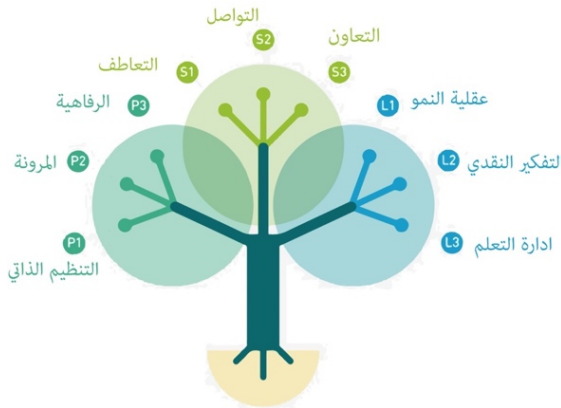 التواصل
S2
التعاون
S3
التعاطف
S1
عقلية النمو
L1
الرفاهية
P3
لتفكير النقدي
L2
المرونة
P2
ادارة التعلم
L3
P1
التنظيم الذاتي